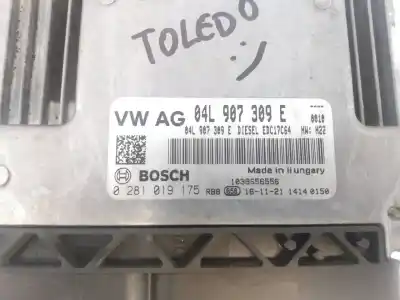 TOLEDO
:)
VW AG 04L 907 309 E
04L 907 309 E DIESEL EDC17C64 HW: H22
0010
BOSCH
Made in Hungary
1039S56556
0 281 019 175 RBB 16-11-21 1414 0150